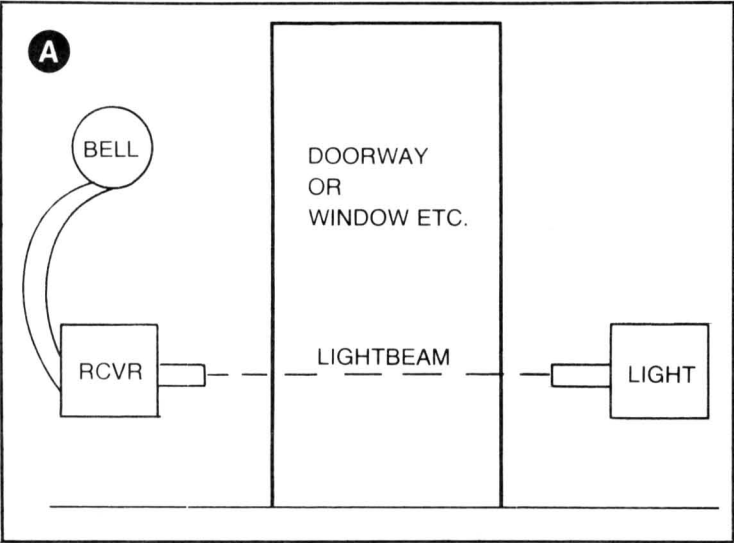 A
BELL
DOORWAY
OR
WINDOW ETC.
LIGHTBEAM
RCVR
LIGHT